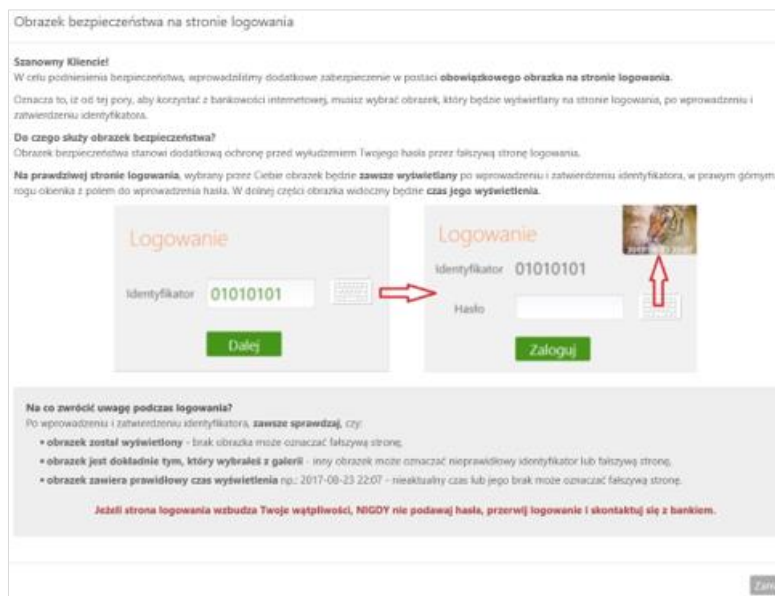 Obrazek bezpieczeństwa na stronie logowania
Szanowny Kliencie!
W celu podniesienia bezpieczeństwa, wprowadziliśmy dodatkowe zabezpieczenie w postaci obowiązkowego obrazka na stronie logowania.
Oznacza to, iż od tej pory, aby korzystać z bankowości internetowej, musisz wybrać obrazek, który będzie wyświetlany na stronie logowania, po wprowadzeniu i
zatwierdzeniu identyfikatora.
Do czego służy obrazek bezpieczeństwa?
Obrazek bezpieczeństwa stanowi dodatkową ochronę przed wyłudzeniem Twojego hasła przez fałszywą stronę logowania.
Na prawdziwej stronie logowania, wybrany przez Ciebie obrazek będzie zawsze wyświetlany po wprowadzeniu i zatwierdzeniu identyfikatora, w prawym górnym
rogu okienka z polem do wprowadzenia hasła. W dolnej części obrazka widoczny będzie czas jego wyświetlenia.
Logowanie
Identyfikator 01010101
Dalej
Logowanie
2017-08-23 22:07
Identyfikator 01010101
Hasło
Zaloguj
Na co zwrócić uwagę podczas logowania?
Po wprowadzeniu i zatwierdzeniu identyfikatora, zawsze sprawdzaj, czy:
• obrazek został wyświetlony - brak obrazka może oznaczać fałszywą stronę,
• obrazek jest dokładnie tym, który wybrałeś z galerii - inny obrazek może oznaczać nieprawidłowy identyfikator lub fałszywą stronę,
• obrazek zawiera prawidłowy czas wyświetlenia np.: 2017-08-23 22:07 - nieaktualny czas lub jego brak może oznaczać fałszywą stronę.
Jeżeli strona logowania wzbudza Twoje wątpliwości, NIGDY nie podawaj hasła, przerwij logowanie i skontaktuj się z bankiem.